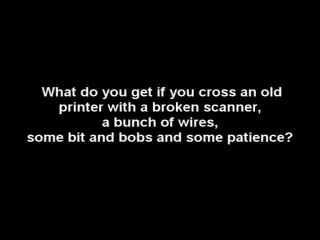 What do you get if you cross an old
printer with a broken scanner,
a bunch of wires,
some bit and bobs and some patience?